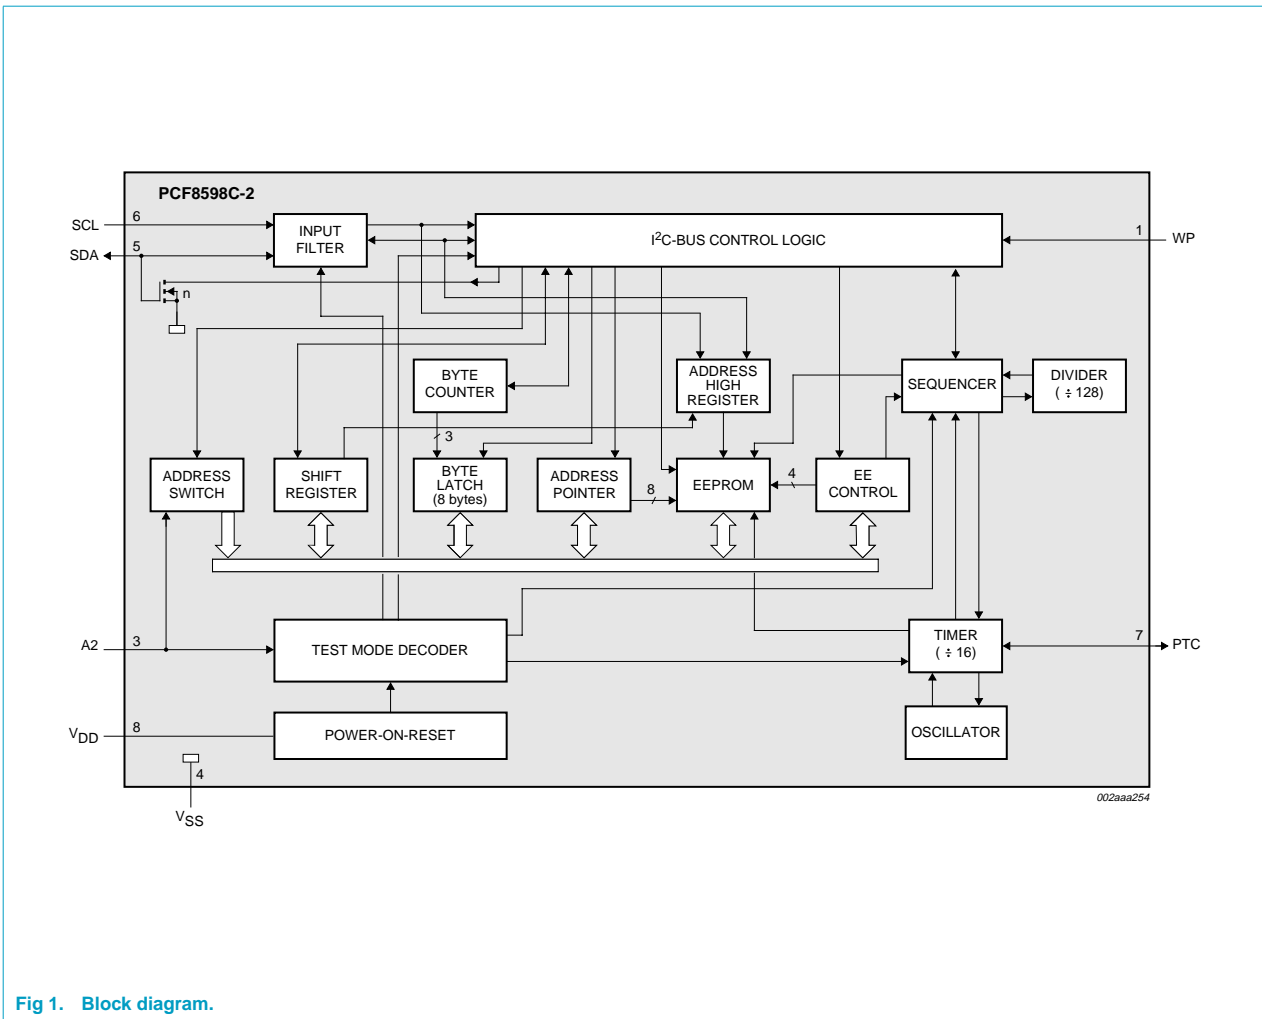 PCF8598C-2
SCL
6
SDA
5
INPUT
FILTER
I2C-BUS CONTROL LOGIC
1
WP
n
BYTE
COUNTER
ADDRESS
HIGH
REGISTER
SEQUENCER
DIVIDER
( ÷ 128)
3
ADDRESS
SWITCH
SHIFT
REGISTER
BYTE
LATCH
(8 bytes)
ADDRESS
POINTER
8
EEPROM
4
EE
CONTROL
A2
3
TEST MODE DECODER
TIMER
( ÷ 16)
7
PTC
VDD
8
POWER-ON-RESET
OSCILLATOR
4
VSS
002aaa254
Fig 1. Block diagram.